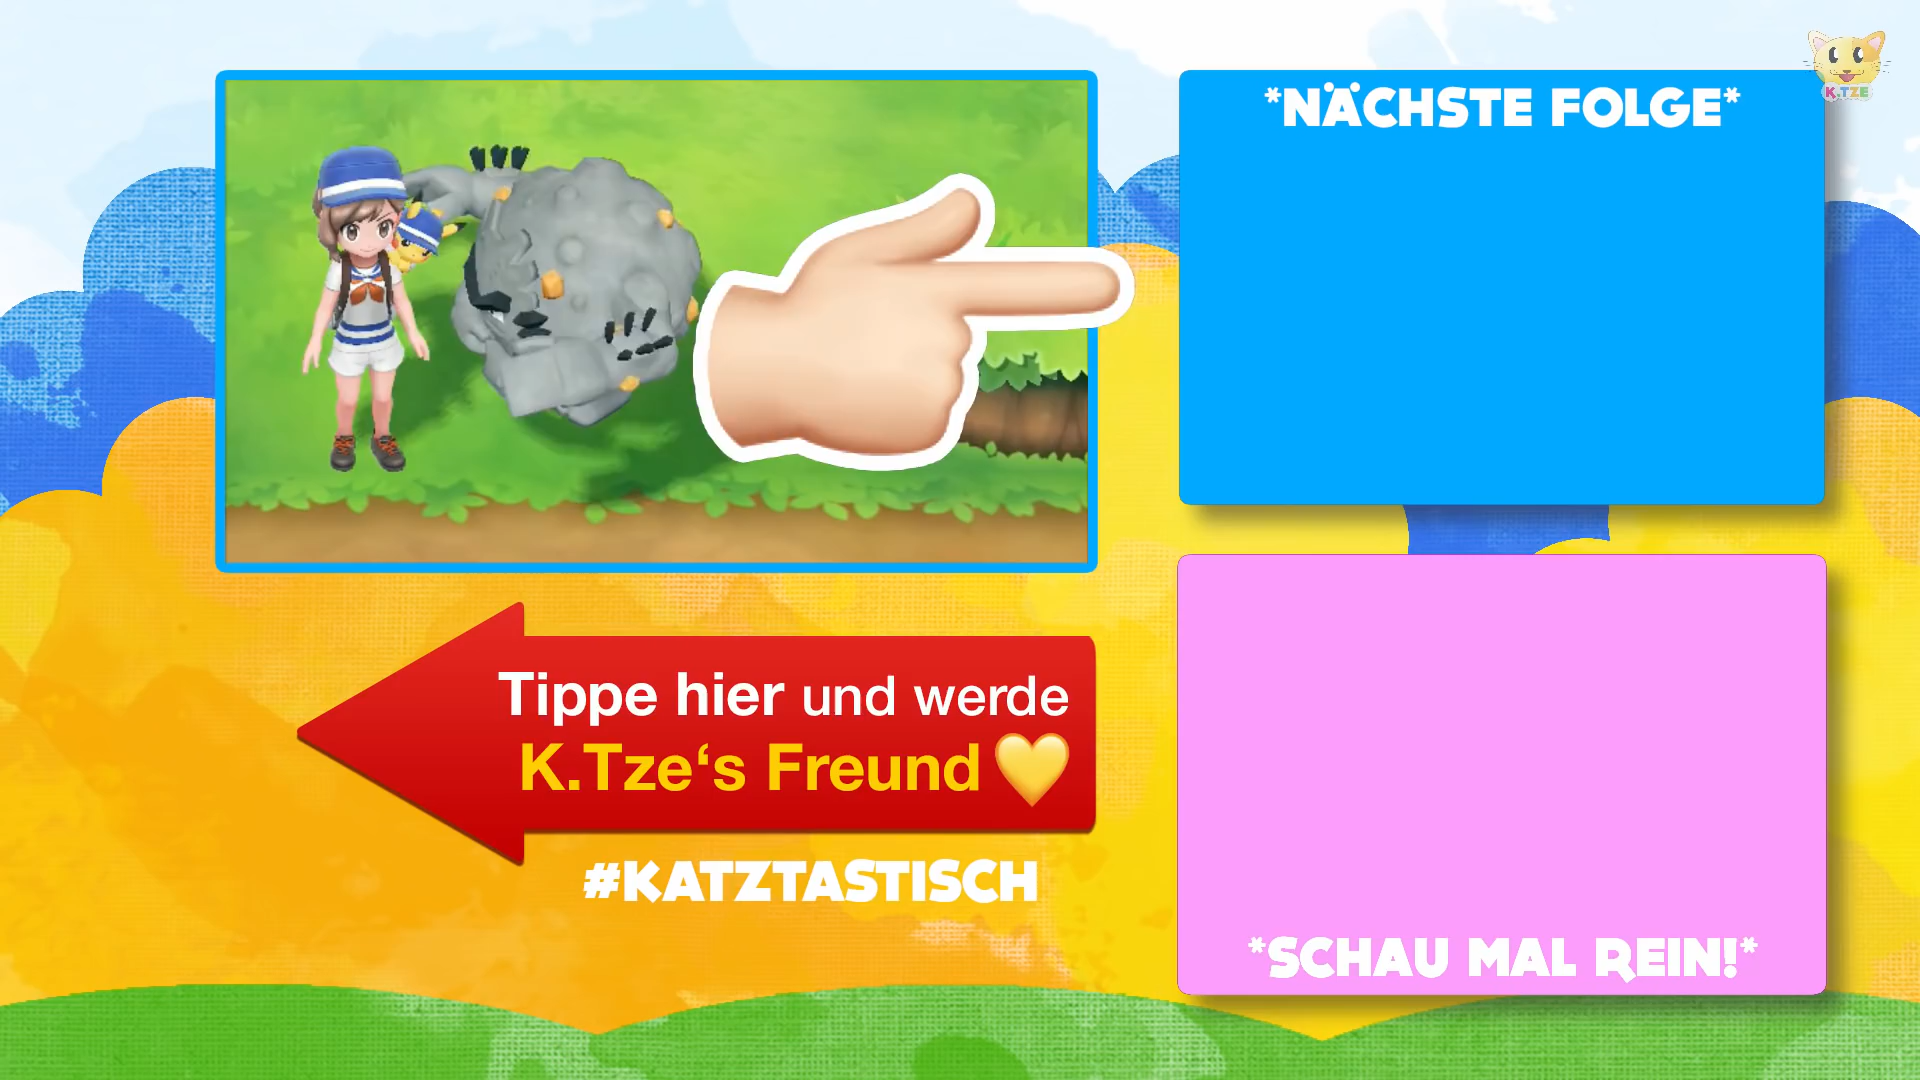 *NÄCHSTE FOLGE*
K.TZE
Tippe hier und werde
K.Tze‘s Freund
#KATZTASTISCH
*SCHAU MAL REIN!*